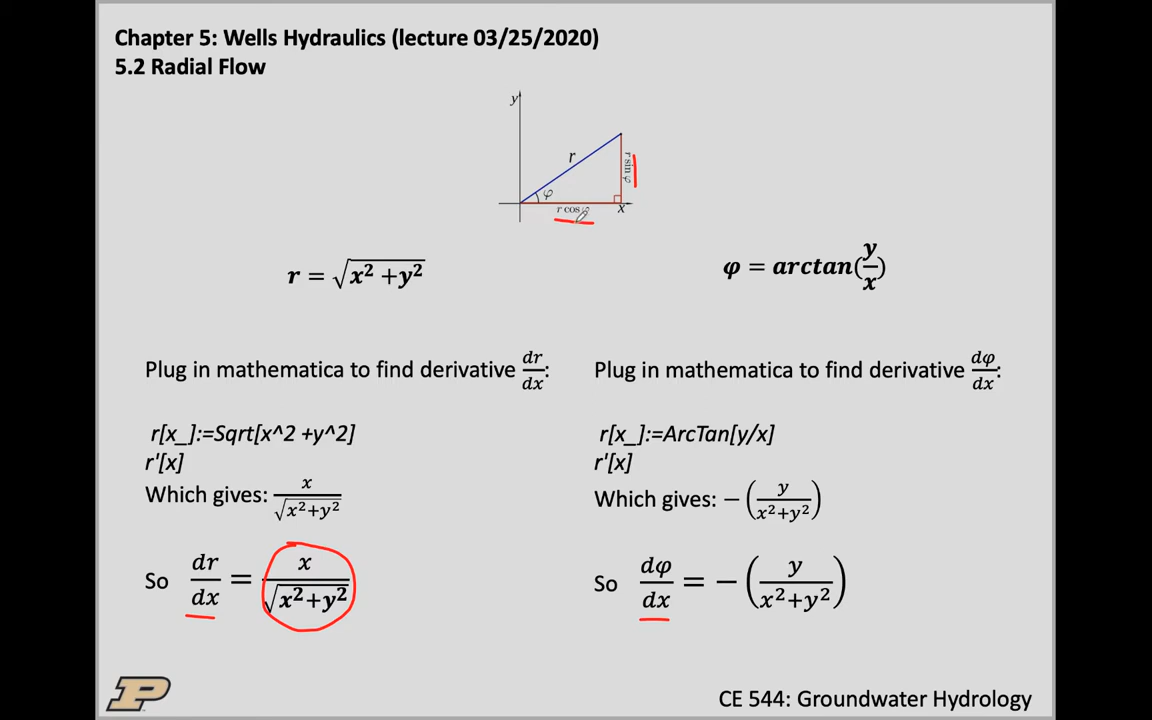 Chapter 5: Wells Hydraulics (lecture 03/25/2020)
5.2 Radial Flow
y
r
r sin φ
φ
r cos φ
x
r = √(x² + y²)
φ = arctan(y/x)
Plug in mathematica to find derivative dr/dx:
Plug in mathematica to find derivative dφ/dx:
r[x_]:=Sqrt[x^2 +y^2]
r'[x]
Which gives: x/√(x²+y²)
So dr/dx = x/√(x²+y²)
r[x_]:=ArcTan[y/x]
r'[x]
Which gives: −(y/(x²+y²))
So dφ/dx = −(y/(x²+y²))
P
CE 544: Groundwater Hydrology